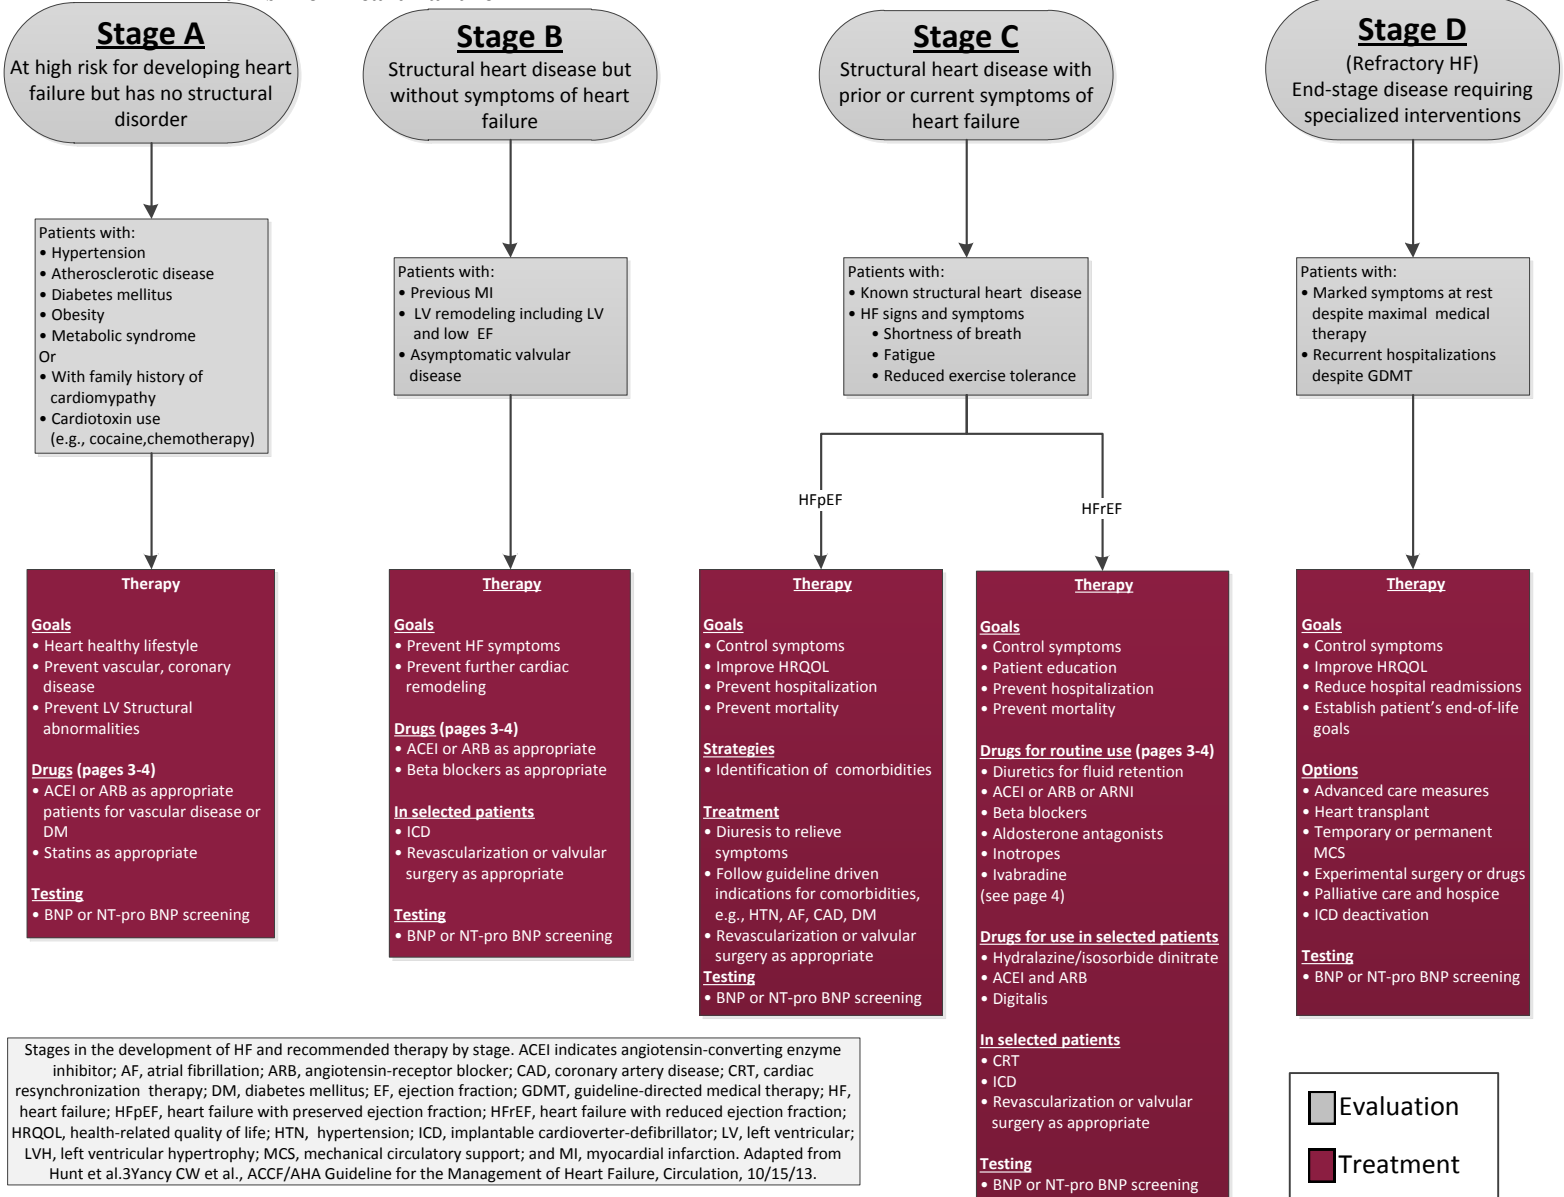 Stage A
At high risk for developing heart
failure but has no structural
disorder
Patients with:
• Hypertension
• Atherosclerotic disease
• Diabetes mellitus
• Obesity
• Metabolic syndrome
Or
• With family history of
cardiomypathy
• Cardiotoxin use
(e.g., cocaine,chemotherapy)
Therapy
Goals
• Heart healthy lifestyle
• Prevent vascular, coronary
disease
• Prevent LV Structural
abnormalities
Drugs (pages 3-4)
• ACEI or ARB as appropriate
patients for vascular disease or
DM
• Statins as appropriate
Testing
• BNP or NT-pro BNP screening
Stage B
Structural heart disease but
without symptoms of heart
failure
Patients with:
• Previous MI
• LV remodeling including LV
and low EF
• Asymptomatic valvular
disease
Therapy
Goals
• Prevent HF symptoms
• Prevent further cardiac
remodeling
Drugs (pages 3-4)
• ACEI or ARB as appropriate
• Beta blockers as appropriate
In selected patients
• ICD
• Revascularization or valvular
surgery as appropriate
Testing
• BNP or NT-pro BNP screening
Stage C
Structural heart disease with
prior or current symptoms of
heart failure
Patients with:
• Known structural heart disease
• HF signs and symptoms
• Shortness of breath
• Fatigue
• Reduced exercise tolerance
HFpEF
Therapy
Goals
• Control symptoms
• Improve HRQOL
• Prevent hospitalization
• Prevent mortality
Strategies
• Identification of comorbidities
Treatment
• Diuresis to relieve
symptoms
• Follow guideline driven
indications for comorbidities,
e.g., HTN, AF, CAD, DM
• Revascularization or valvular
surgery as appropriate
Testing
• BNP or NT-pro BNP screening
HFrEF
Therapy
Goals
• Control symptoms
• Patient education
• Prevent hospitalization
• Prevent mortality
Drugs for routine use (pages 3-4)
• Diuretics for fluid retention
• ACEI or ARB or ARNI
• Beta blockers
• Aldosterone antagonists
• Inotropes
• Ivabradine
(see page 4)
Drugs for use in selected patients
• Hydralazine/isosorbide dinitrate
• ACEI and ARB
• Digitalis
In selected patients
• CRT
• ICD
• Revascularization or valvular
surgery as appropriate
Testing
• BNP or NT-pro BNP screening
Stage D
(Refractory HF)
End-stage disease requiring
specialized interventions
Patients with:
• Marked symptoms at rest
despite maximal medical
therapy
• Recurrent hospitalizations
despite GDMT
Therapy
Goals
• Control symptoms
• Improve HRQOL
• Reduce hospital readmissions
• Establish patient's end-of-life
goals
Options
• Advanced care measures
• Heart transplant
• Temporary or permanent
MCS
• Experimental surgery or drugs
• Palliative care and hospice
• ICD deactivation
Testing
• BNP or NT-pro BNP screening
Stages in the development of HF and recommended therapy by stage. ACEI indicates angiotensin-converting enzyme
inhibitor; AF, atrial fibrillation; ARB, angiotensin-receptor blocker; CAD, coronary artery disease; CRT, cardiac
resynchronization therapy; DM, diabetes mellitus; EF, ejection fraction; GDMT, guideline-directed medical therapy; HF,
heart failure; HFpEF, heart failure with preserved ejection fraction; HFrEF, heart failure with reduced ejection fraction;
HRQOL, health-related quality of life; HTN, hypertension; ICD, implantable cardioverter-defibrillator; LV, left ventricular;
LVH, left ventricular hypertrophy; MCS, mechanical circulatory support; and MI, myocardial infarction. Adapted from
Hunt et al.3Yancy CW et al., ACCF/AHA Guideline for the Management of Heart Failure, Circulation, 10/15/13.
Evaluation
Treatment